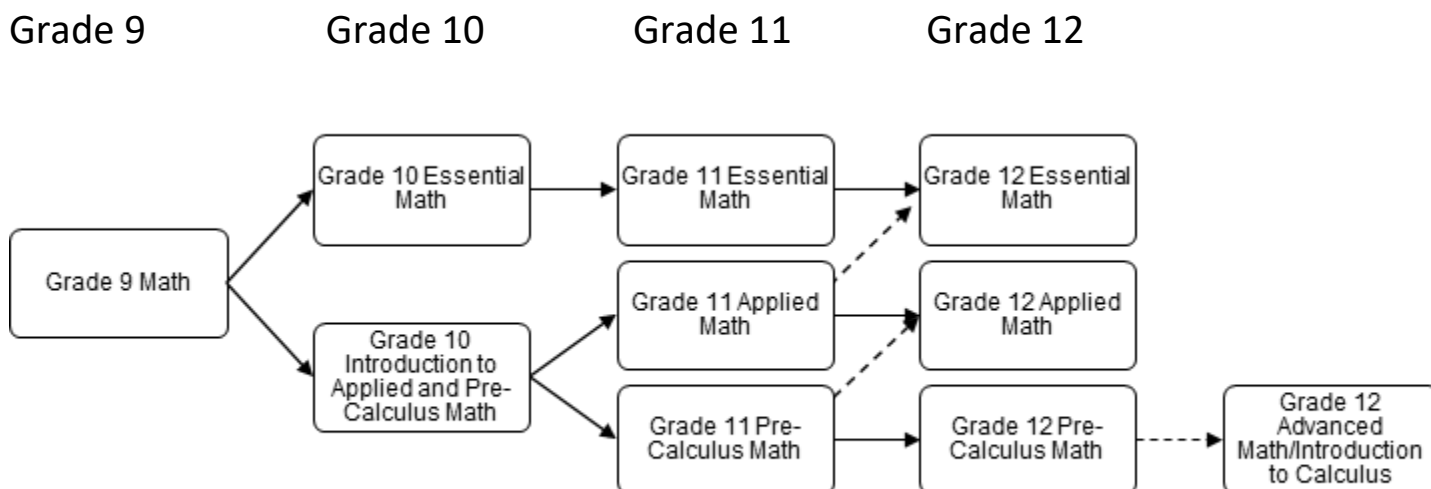 Grade 9 Grade 10 Grade 11 Grade 12
Grade 10 Essential
Math
Grade 11 Essential
Math
Grade 12 Essential
Math
Grade 9 Math
Grade 11 Applied
Math
Grade 12 Applied
Math
Grade 10
Introduction to
Applied and Pre-
Calculus Math
Grade 11 Pre-
Calculus Math
Grade 12 Pre-
Calculus Math
Grade 12
Advanced
Math/Introduction
to Calculus